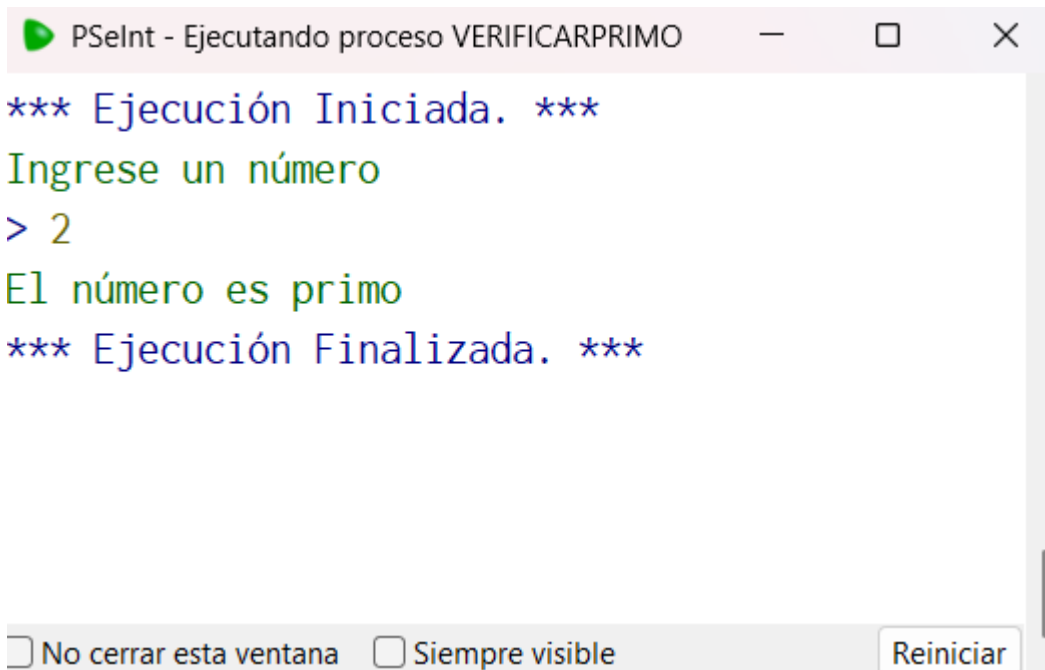 PSeInt - Ejecutando proceso VERIFICARPRIMO
*** Ejecución Iniciada. ***
Ingrese un número
> 2
El número es primo
*** Ejecución Finalizada. ***
No cerrar esta ventana Siempre visible Reiniciar